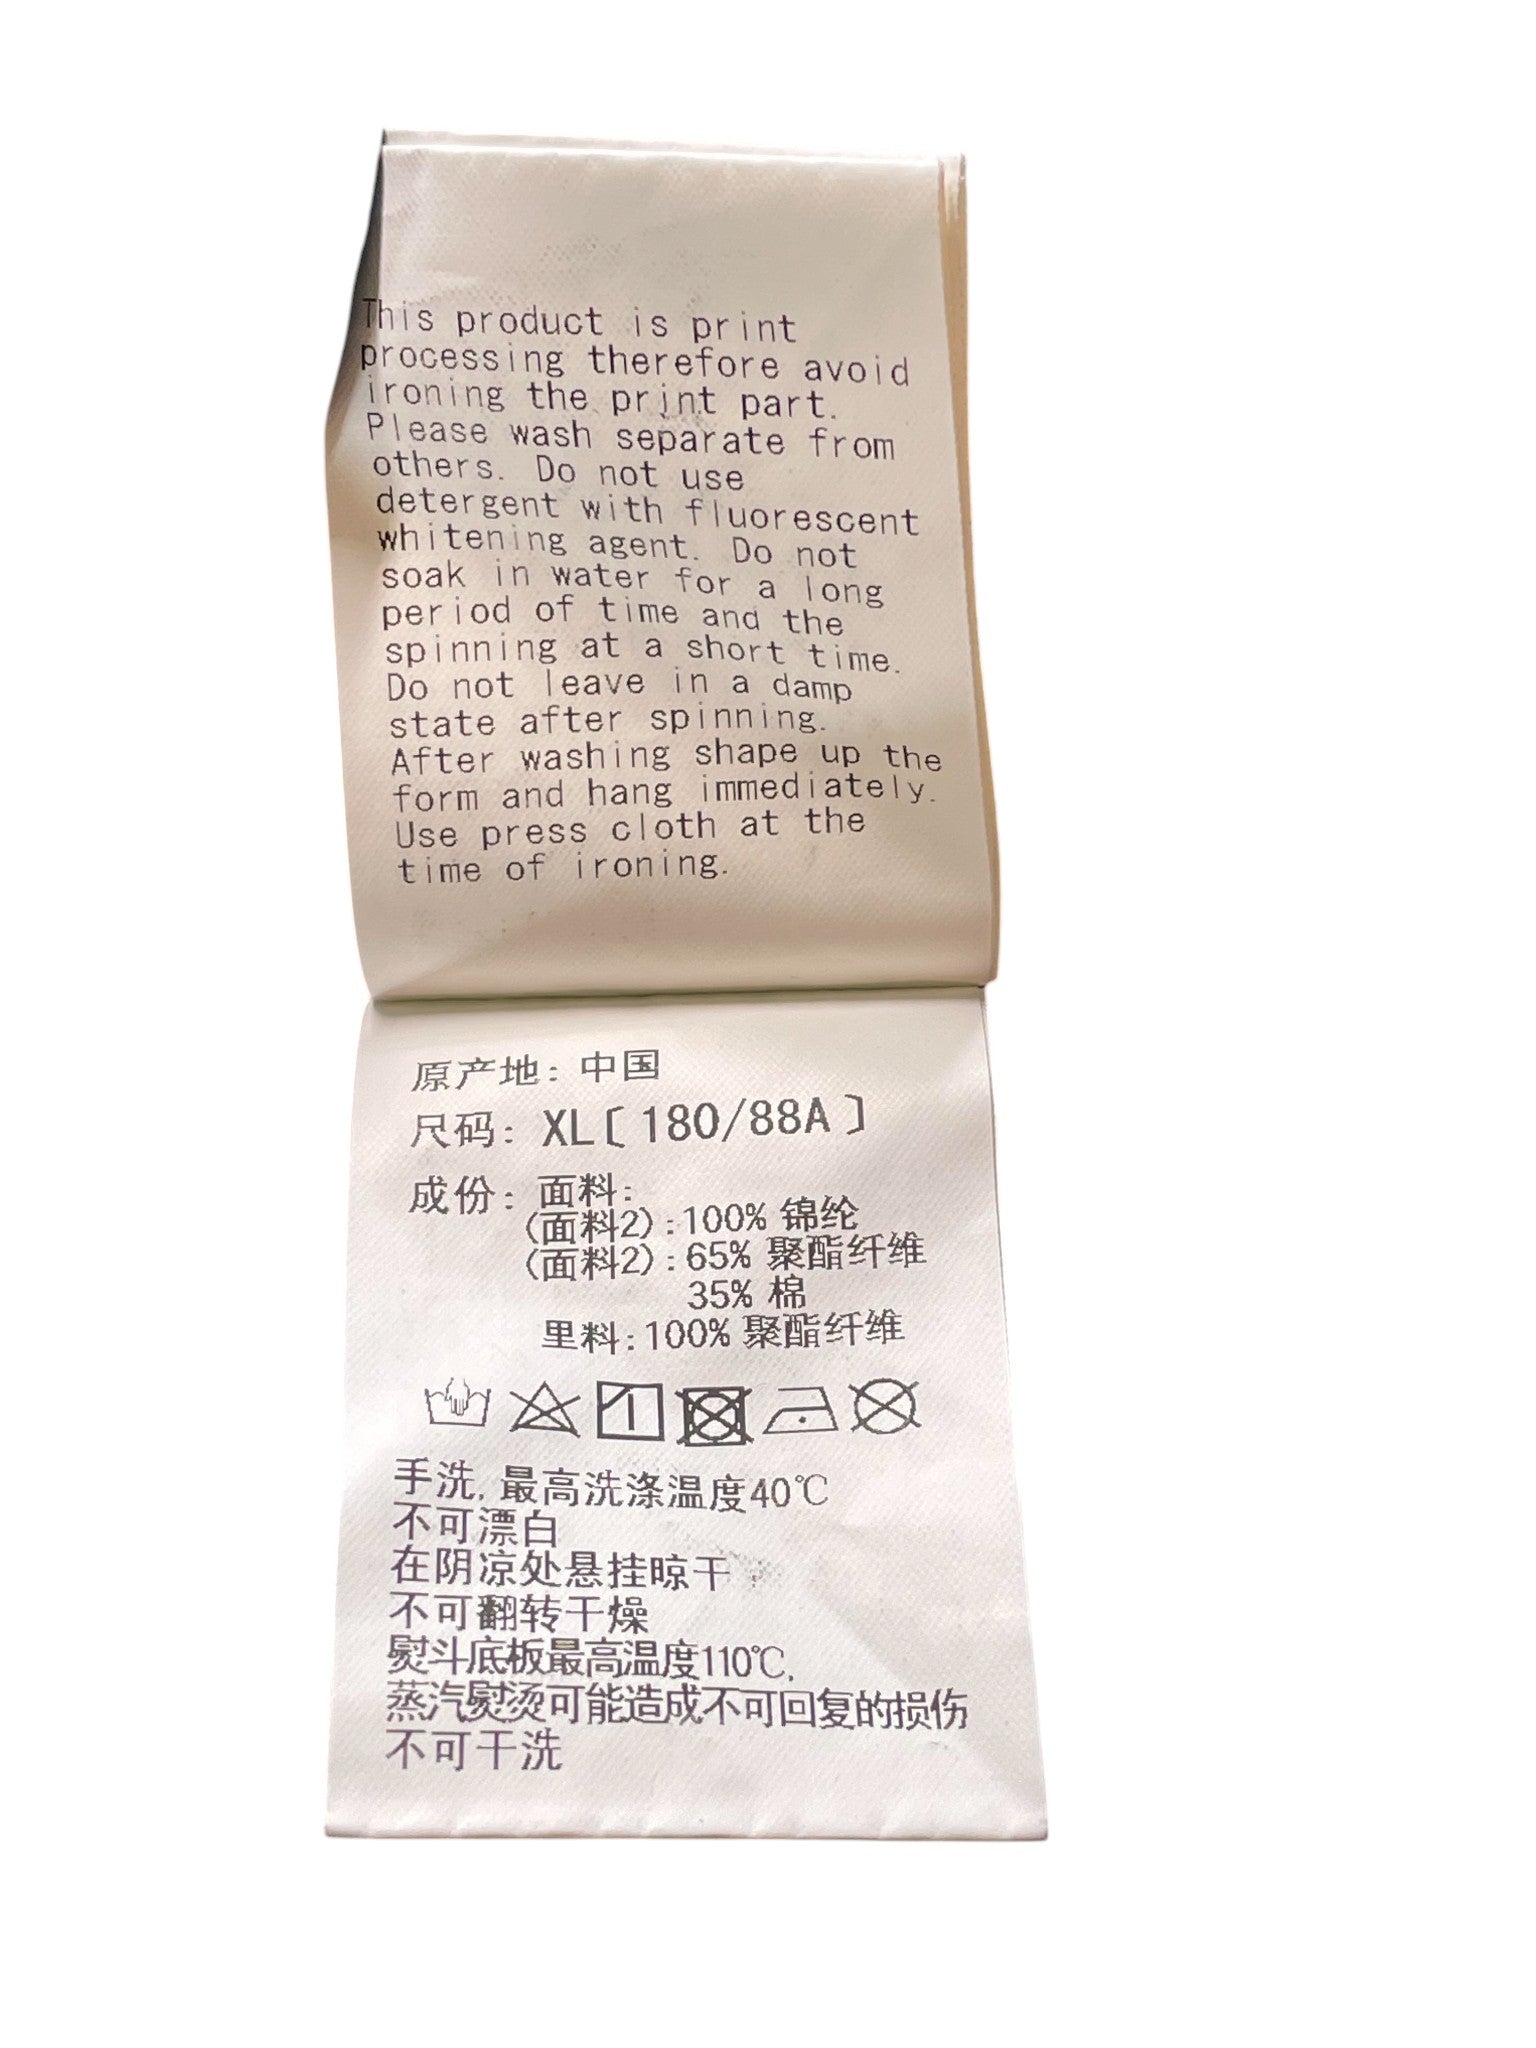 This product is print
processing therefore avoid
ironing the print part.
Please wash separate from
others. Do not use
detergent with fluorescent
whitening agent. Do not
soak in water for a long
period of time and the
spinning at a short time.
Do not leave in a damp
state after spinning.
After washing shape up the
form and hang immediately.
Use press cloth at the
time of ironing.
原产地: 中国
尺码: XL〔180/88A〕
成份: 面料:
(面料2):100% 锦纶
(面料2):65% 聚酯纤维
35% 棉
里料:100% 聚酯纤维
手洗, 最高洗涤温度40℃
不可漂白
在阴凉处悬挂晾干
不可翻转干燥
熨斗底板最高温度110℃,
蒸汽熨烫可能造成不可回复的损伤
不可干洗